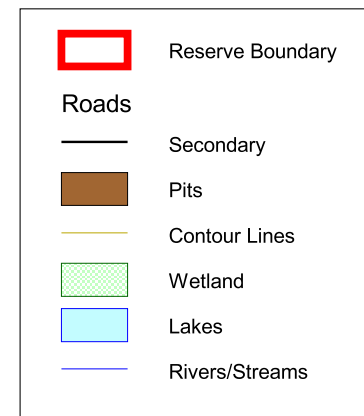 Reserve Boundary
Roads
Secondary
Pits
Contour Lines
Wetland
Lakes
Rivers/Streams